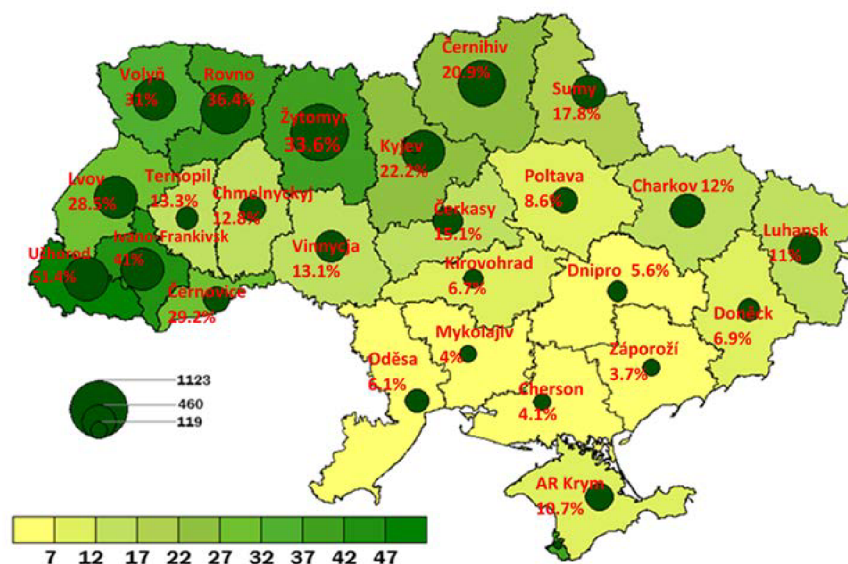 Volyň
31%
Rovno
36.4%
Žytomyr
33.6%
Kyjev
22.2%
Černihiv
20.9%
Sumy
17.8%
Lvov
28.5%
Ternopil
13.3%
Chmelnyckyj
12.8%
Vinnycja
13.1%
Čerkasy
15.1%
Poltava
8.6%
Charkov 12%
Luhansk
11%
Užhorod
51.4%
Ivano-Frankivsk
41%
Černovice
29.2%
Kirovohrad
6.7%
Dnipro 5.6%
Doněck
6.9%
Oděsa
6.1%
Mykolajiv
4%
Cherson
4.1%
Záporoží
3.7%
AR Krym
10.7%
1123
460
119
7 12 17 22 27 32 37 42 47